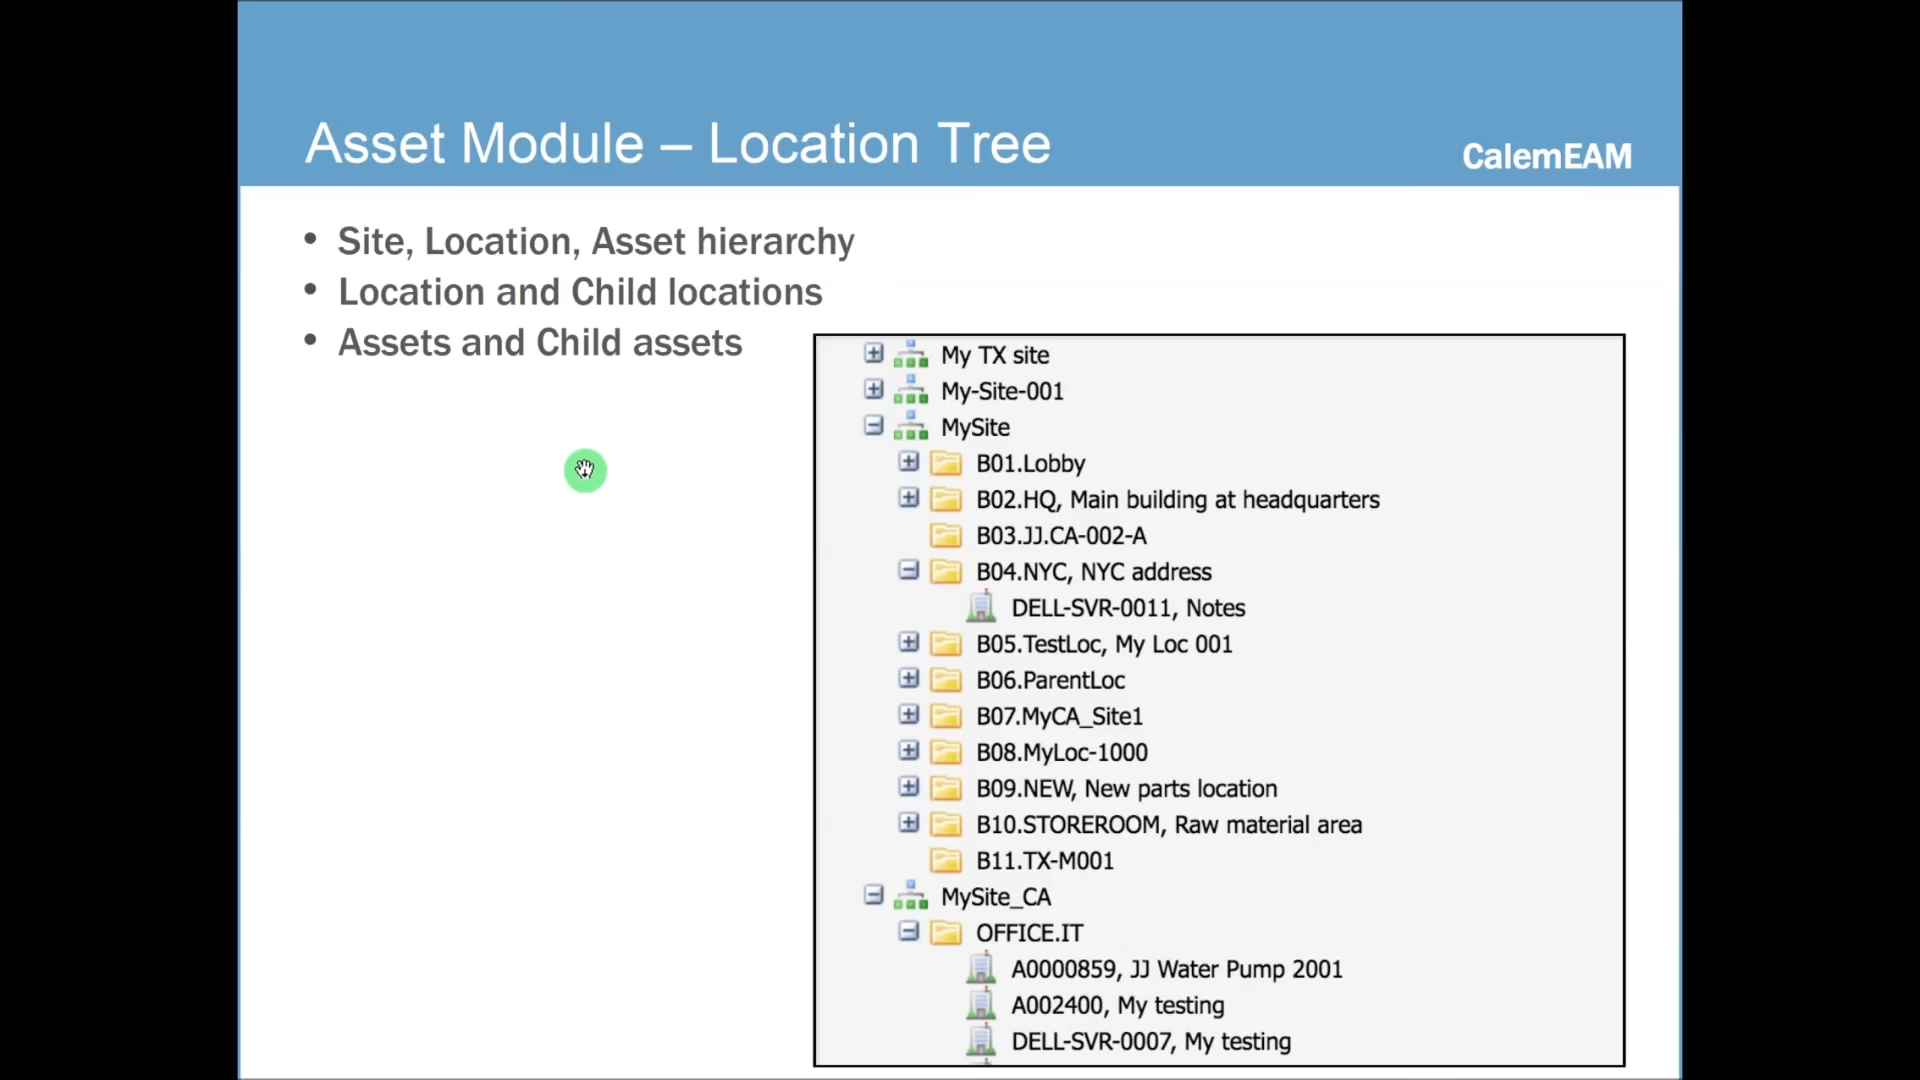 Asset Module – Location Tree
CalemEAM
• Site, Location, Asset hierarchy
• Location and Child locations
• Assets and Child assets
My TX site
My-Site-001
MySite
B01.Lobby
B02.HQ, Main building at headquarters
B03.JJ.CA-002-A
B04.NYC, NYC address
DELL-SVR-0011, Notes
B05.TestLoc, My Loc 001
B06.ParentLoc
B07.MyCA_Site1
B08.MyLoc-1000
B09.NEW, New parts location
B10.STOREROOM, Raw material area
B11.TX-M001
MySite_CA
OFFICE.IT
A0000859, JJ Water Pump 2001
A002400, My testing
DELL-SVR-0007, My testing